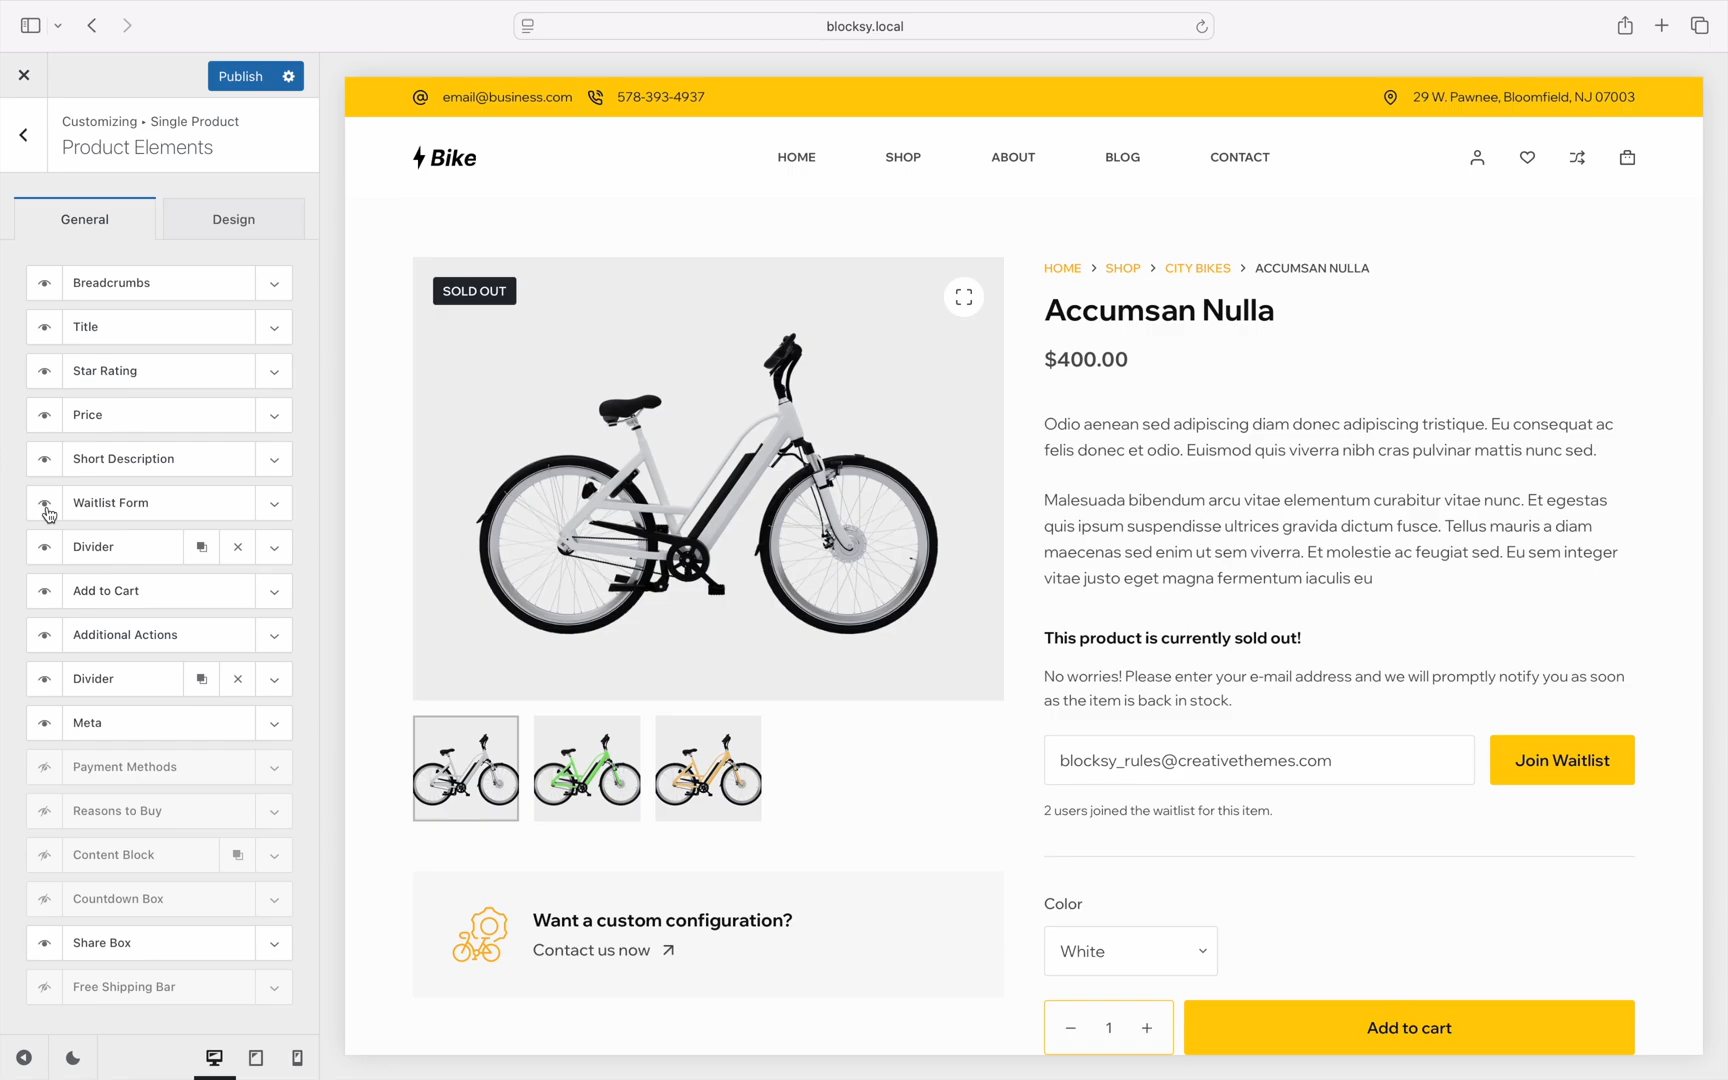 blocksy.local
Publish
Customizing ▸ Single Product
Product Elements
General
Design
Breadcrumbs
Title
Star Rating
Price
Short Description
Waitlist Form
Divider
Add to Cart
Additional Actions
Divider
Meta
Payment Methods
Reasons to Buy
Content Block
Countdown Box
Share Box
Free Shipping Bar
email@business.com
578-393-4937
29 W. Pawnee, Bloomfield, NJ 07003
Bike
HOME
SHOP
ABOUT
BLOG
CONTACT
SOLD OUT
HOME > SHOP > CITY BIKES > ACCUMSAN NULLA
Accumsan Nulla
$400.00
Odio aenean sed adipiscing diam donec adipiscing tristique. Eu consequat ac
felis donec et odio. Euismod quis viverra nibh cras pulvinar mattis nunc sed.
Malesuada bibendum arcu vitae elementum curabitur vitae nunc. Et egestas
quis ipsum suspendisse ultrices gravida dictum fusce. Tellus mauris a diam
maecenas sed enim ut sem viverra. Et molestie ac feugiat sed. Eu sem integer
vitae justo eget magna fermentum iaculis eu
This product is currently sold out!
No worries! Please enter your e-mail address and we will promptly notify you as soon
as the item is back in stock.
blocksy_rules@creativethemes.com
Join Waitlist
2 users joined the waitlist for this item.
Want a custom configuration?
Contact us now
Color
White
− 1 +
Add to cart